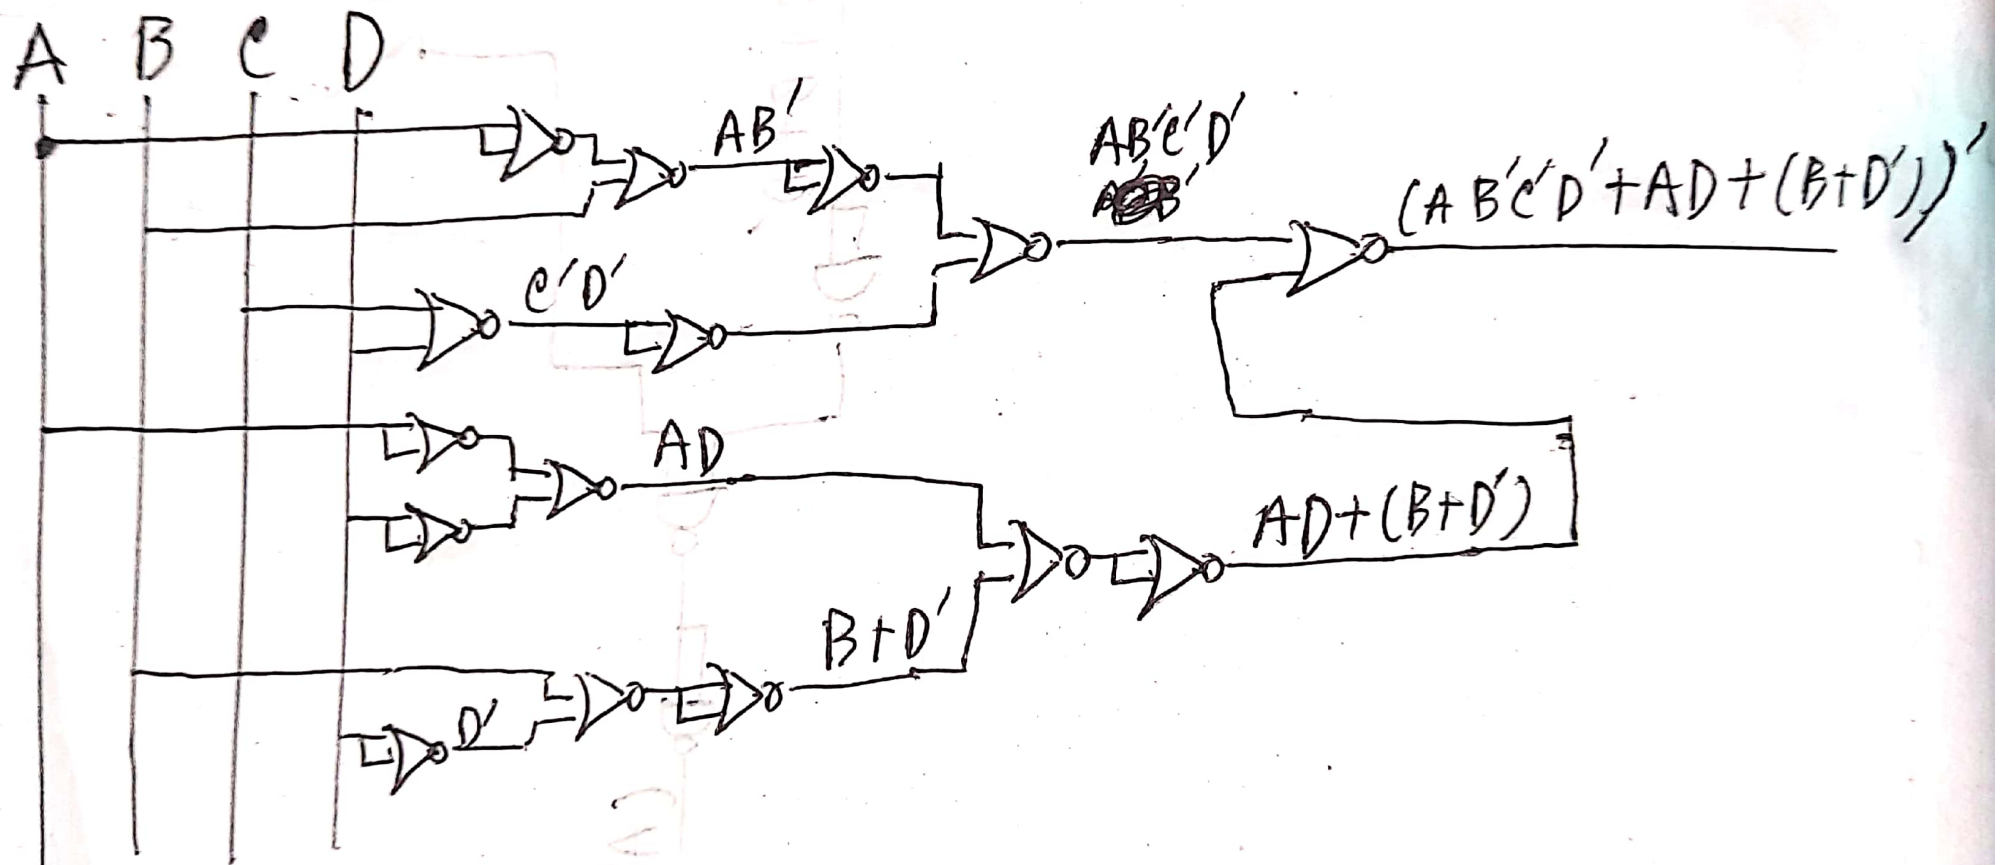 A B C D
AB'
AB'C'D'
(AB'C'D'+AD+(B+D'))'
C'D'
AD
AD+(B+D')
B+D'
D'